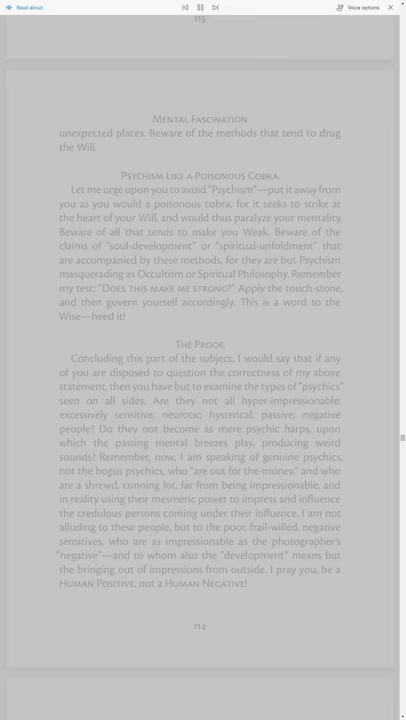 Read aloud
Voice options
113
Mental Fascination
unexpected places. Beware of the methods that tend to drug
the Will.
Psychism Like a Poisonous Cobra.
Let me urge upon you to avoid "Psychism"—put it away from
you as you would a poisonous cobra, for it seeks to strike at
the heart of your Will, and would thus paralyze your mentality.
Beware of all that tends to make you Weak. Beware of the
claims of "soul-development" or "spiritual-unfoldment" that
are accompanied by these methods, for they are but Psychism
masquerading as Occultism or Spiritual Philosophy. Remember
my test: "Does this make me strong?" Apply the touch-stone,
and then govern yourself accordingly. This is a word to the
Wise—heed it!
The Proof.
Concluding this part of the subject, I would say that if any
of you are disposed to question the correctness of my above
statement, then you have but to examine the types of "psychics"
seen on all sides. Are they not all hyper-impressionable;
excessively sensitive; neurotic; hysterical; passive; negative
people? Do they not become as mere psychic harps, upon
which the passing mental breezes play, producing weird
sounds? Remember, now, I am speaking of genuine psychics,
not the bogus psychics, who "are out for the-money," and who
are a shrewd, cunning lot, far from being impressionable, and
in reality using their mesmeric power to impress and influence
the credulous persons coming under their influence. I am not
alluding to these people, but to the poor, frail-willed, negative
sensitives, who are as impressionable as the photographer's
"negative"—and to whom also the "development" means but
the bringing out of impressions from outside. I pray you, be a
Human Positive, not a Human Negative!
114